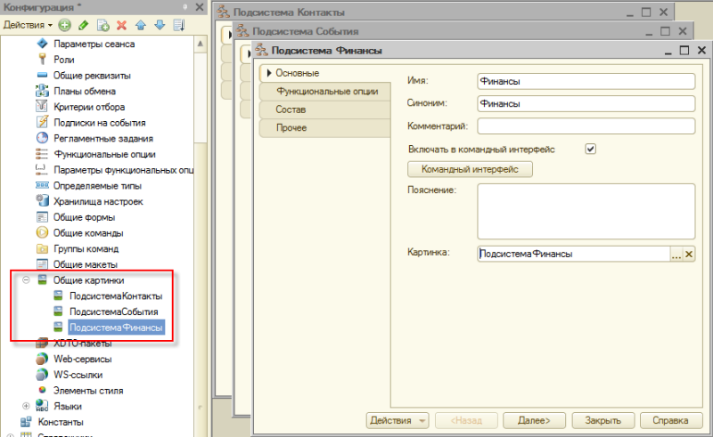 Конфигурация *
Действия
Параметры сеанса
Роли
Общие реквизиты
Планы обмена
Критерии отбора
Подписки на события
Регламентные задания
Функциональные опции
Параметры функциональных опц
Определяемые типы
Хранилища настроек
Общие формы
Общие команды
Группы команд
Общие макеты
Общие картинки
ПодсистемаКонтакты
ПодсистемаСобытия
ПодсистемаФинансы
XDTO-пакеты
Web-сервисы
WS-ссылки
Элементы стиля
Языки
Константы
Подсистема Контакты
Подсистема События
Подсистема Финансы
Основные
Функциональные опции
Состав
Прочее
Имя:
Финансы
Синоним:
Финансы
Комментарий:
Включать в командный интерфейс
Командный интерфейс
Пояснение:
Картинка:
ПодсистемаФинансы
...
Действия
<Назад
Далее>
Закрыть
Справка